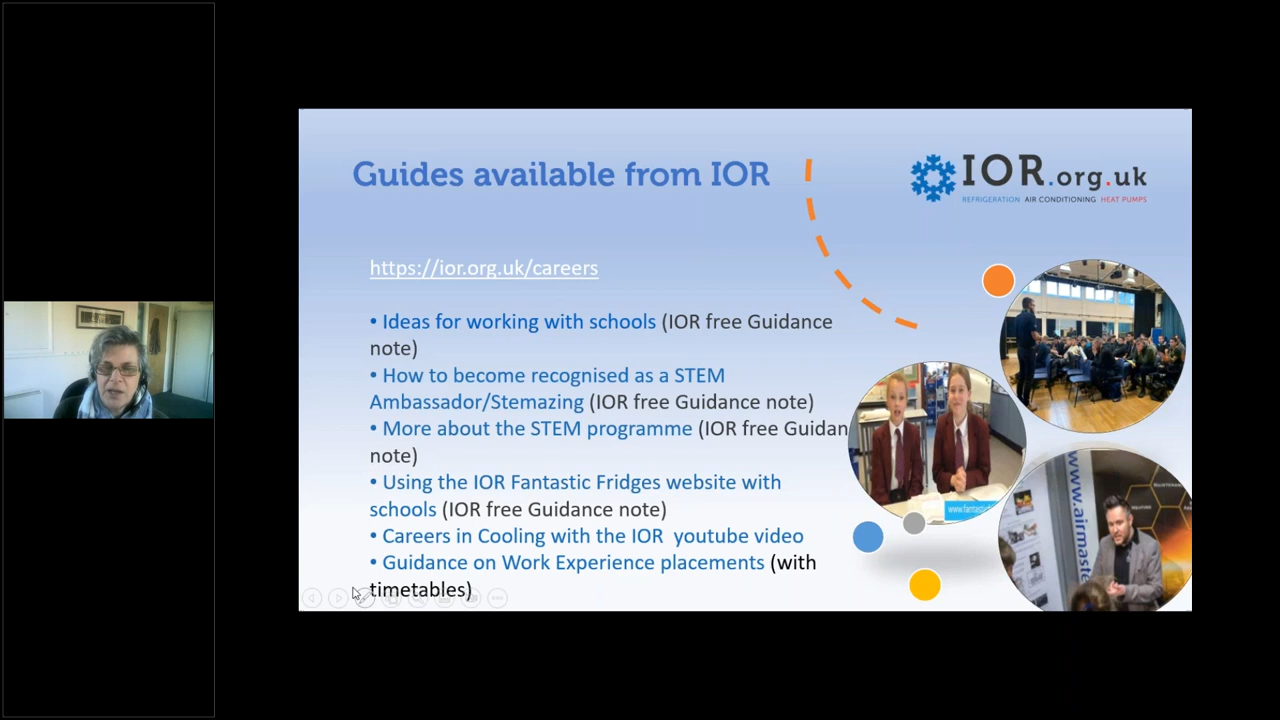 Guides available from IOR
IOR.org.uk
REFRIGERATION AIR CONDITIONING HEAT PUMPS
https://ior.org.uk/careers
• Ideas for working with schools (IOR free Guidance
note)
• How to become recognised as a STEM
Ambassador/Stemazing (IOR free Guidance note)
• More about the STEM programme (IOR free Guidan
note)
• Using the IOR Fantastic Fridges website with
schools (IOR free Guidance note)
• Careers in Cooling with the IOR youtube video
• Guidance on Work Experience placements (with
timetables)
www.airmaste